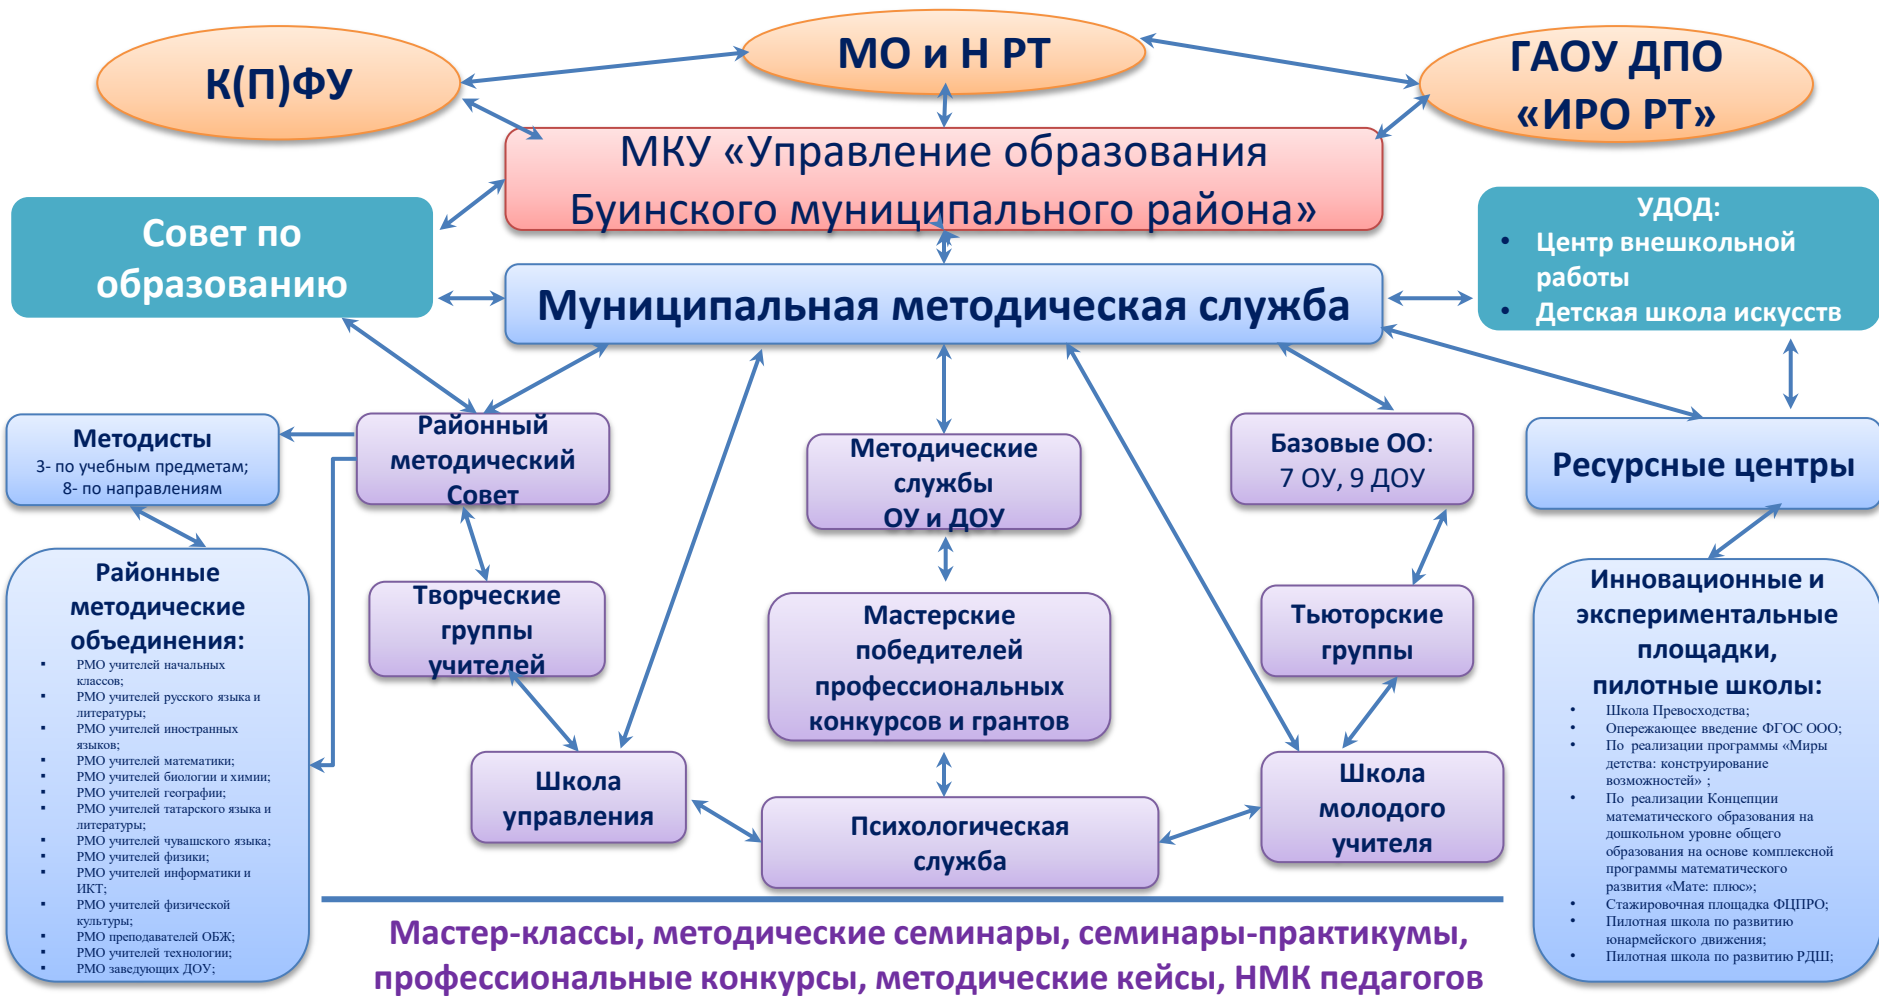 К(П)ФУ
МО и Н РТ
ГАОУ ДПО
«ИРО РТ»
МКУ «Управление образования
Буинского муниципального района»
Совет по
образованию
УДОД:
• Центр внешкольной
работы
• Детская школа искусств
Муниципальная методическая служба
Методисты
3- по учебным предметам;
8- по направлениям
Районный
методический
Совет
Методические
службы
ОУ и ДОУ
Базовые ОО:
7 ОУ, 9 ДОУ
Ресурсные центры
Районные
методические
объединения:
▪ РМО учителей начальных
классов;
▪ РМО учителей русского языка и
литературы;
▪ РМО учителей иностранных
языков;
▪ РМО учителей математики;
▪ РМО учителей биологии и химии;
▪ РМО учителей географии;
▪ РМО учителей татарского языка и
литературы;
▪ РМО учителей чувашского языка;
▪ РМО учителей физики;
▪ РМО учителей информатики и
ИКТ;
▪ РМО учителей физической
культуры;
▪ РМО преподавателей ОБЖ;
▪ РМО учителей технологии;
▪ РМО заведующих ДОУ;
Творческие
группы
учителей
Мастерские
победителей
профессиональных
конкурсов и грантов
Тьюторские
группы
Инновационные и
экспериментальные
площадки,
пилотные школы:
• Школа Превосходства;
• Опережающее введение ФГОС ООО;
• По реализации программы «Миры
детства: конструирование
возможностей» ;
• По реализации Концепции
математического образования на
дошкольном уровне общего
образования на основе комплексной
программы математического
развития «Мате: плюс»;
• Стажировочная площадка ФЦПРО;
• Пилотная школа по развитию
юнармейского движения;
• Пилотная школа по развитию РДШ;
Школа
управления
Психологическая
служба
Школа
молодого
учителя
Мастер-классы, методические семинары, семинары-практикумы,
профессиональные конкурсы, методические кейсы, НМК педагогов